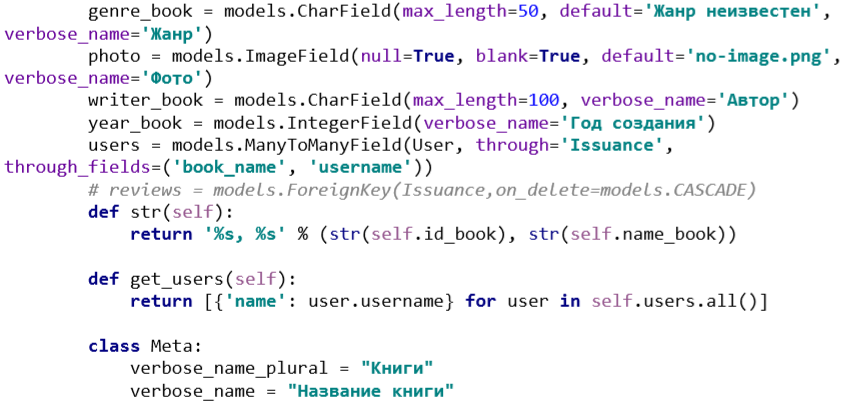 genre_book = models.CharField(max_length=50, default='Жанр неизвестен',
verbose_name='Жанр')
photo = models.ImageField(null=True, blank=True, default='no-image.png',
verbose_name='Фото')
writer_book = models.CharField(max_length=100, verbose_name='Автор')
year_book = models.IntegerField(verbose_name='Год создания')
users = models.ManyToManyField(User, through='Issuance',
through_fields=('book_name', 'username'))
# reviews = models.ForeignKey(Issuance,on_delete=models.CASCADE)
def str(self):
return '%s, %s' % (str(self.id_book), str(self.name_book))
def get_users(self):
return [{'name': user.username} for user in self.users.all()]
class Meta:
verbose_name_plural = "Книги"
verbose_name = "Название книги"